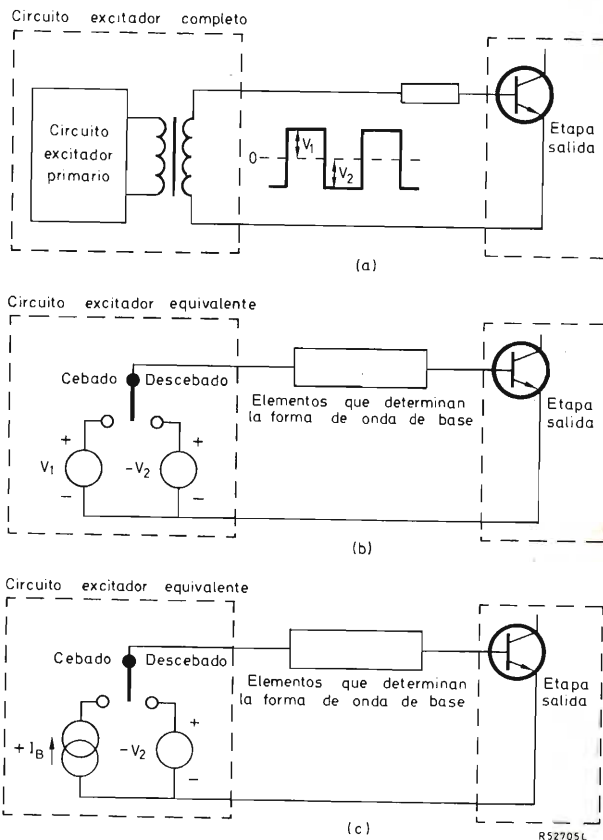 Circuito excitador completo
Circuito
excitador
primario
0
V1
V2
Etapa
salida
(a)
Circuito excitador equivalente
Cebado
Descebado
+
V1
−
+
−V2
−
Elementos que determinan
la forma de onda de base
Etapa
salida
(b)
Circuito excitador equivalente
Cebado
Descebado
+ IB
+
−V2
−
Elementos que determinan
la forma de onda de base
Etapa
salida
(c)
R52705L